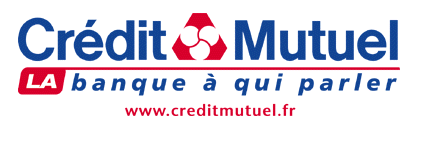 Crédit Mutuel
LA banque à qui parler
www.creditmutuel.fr